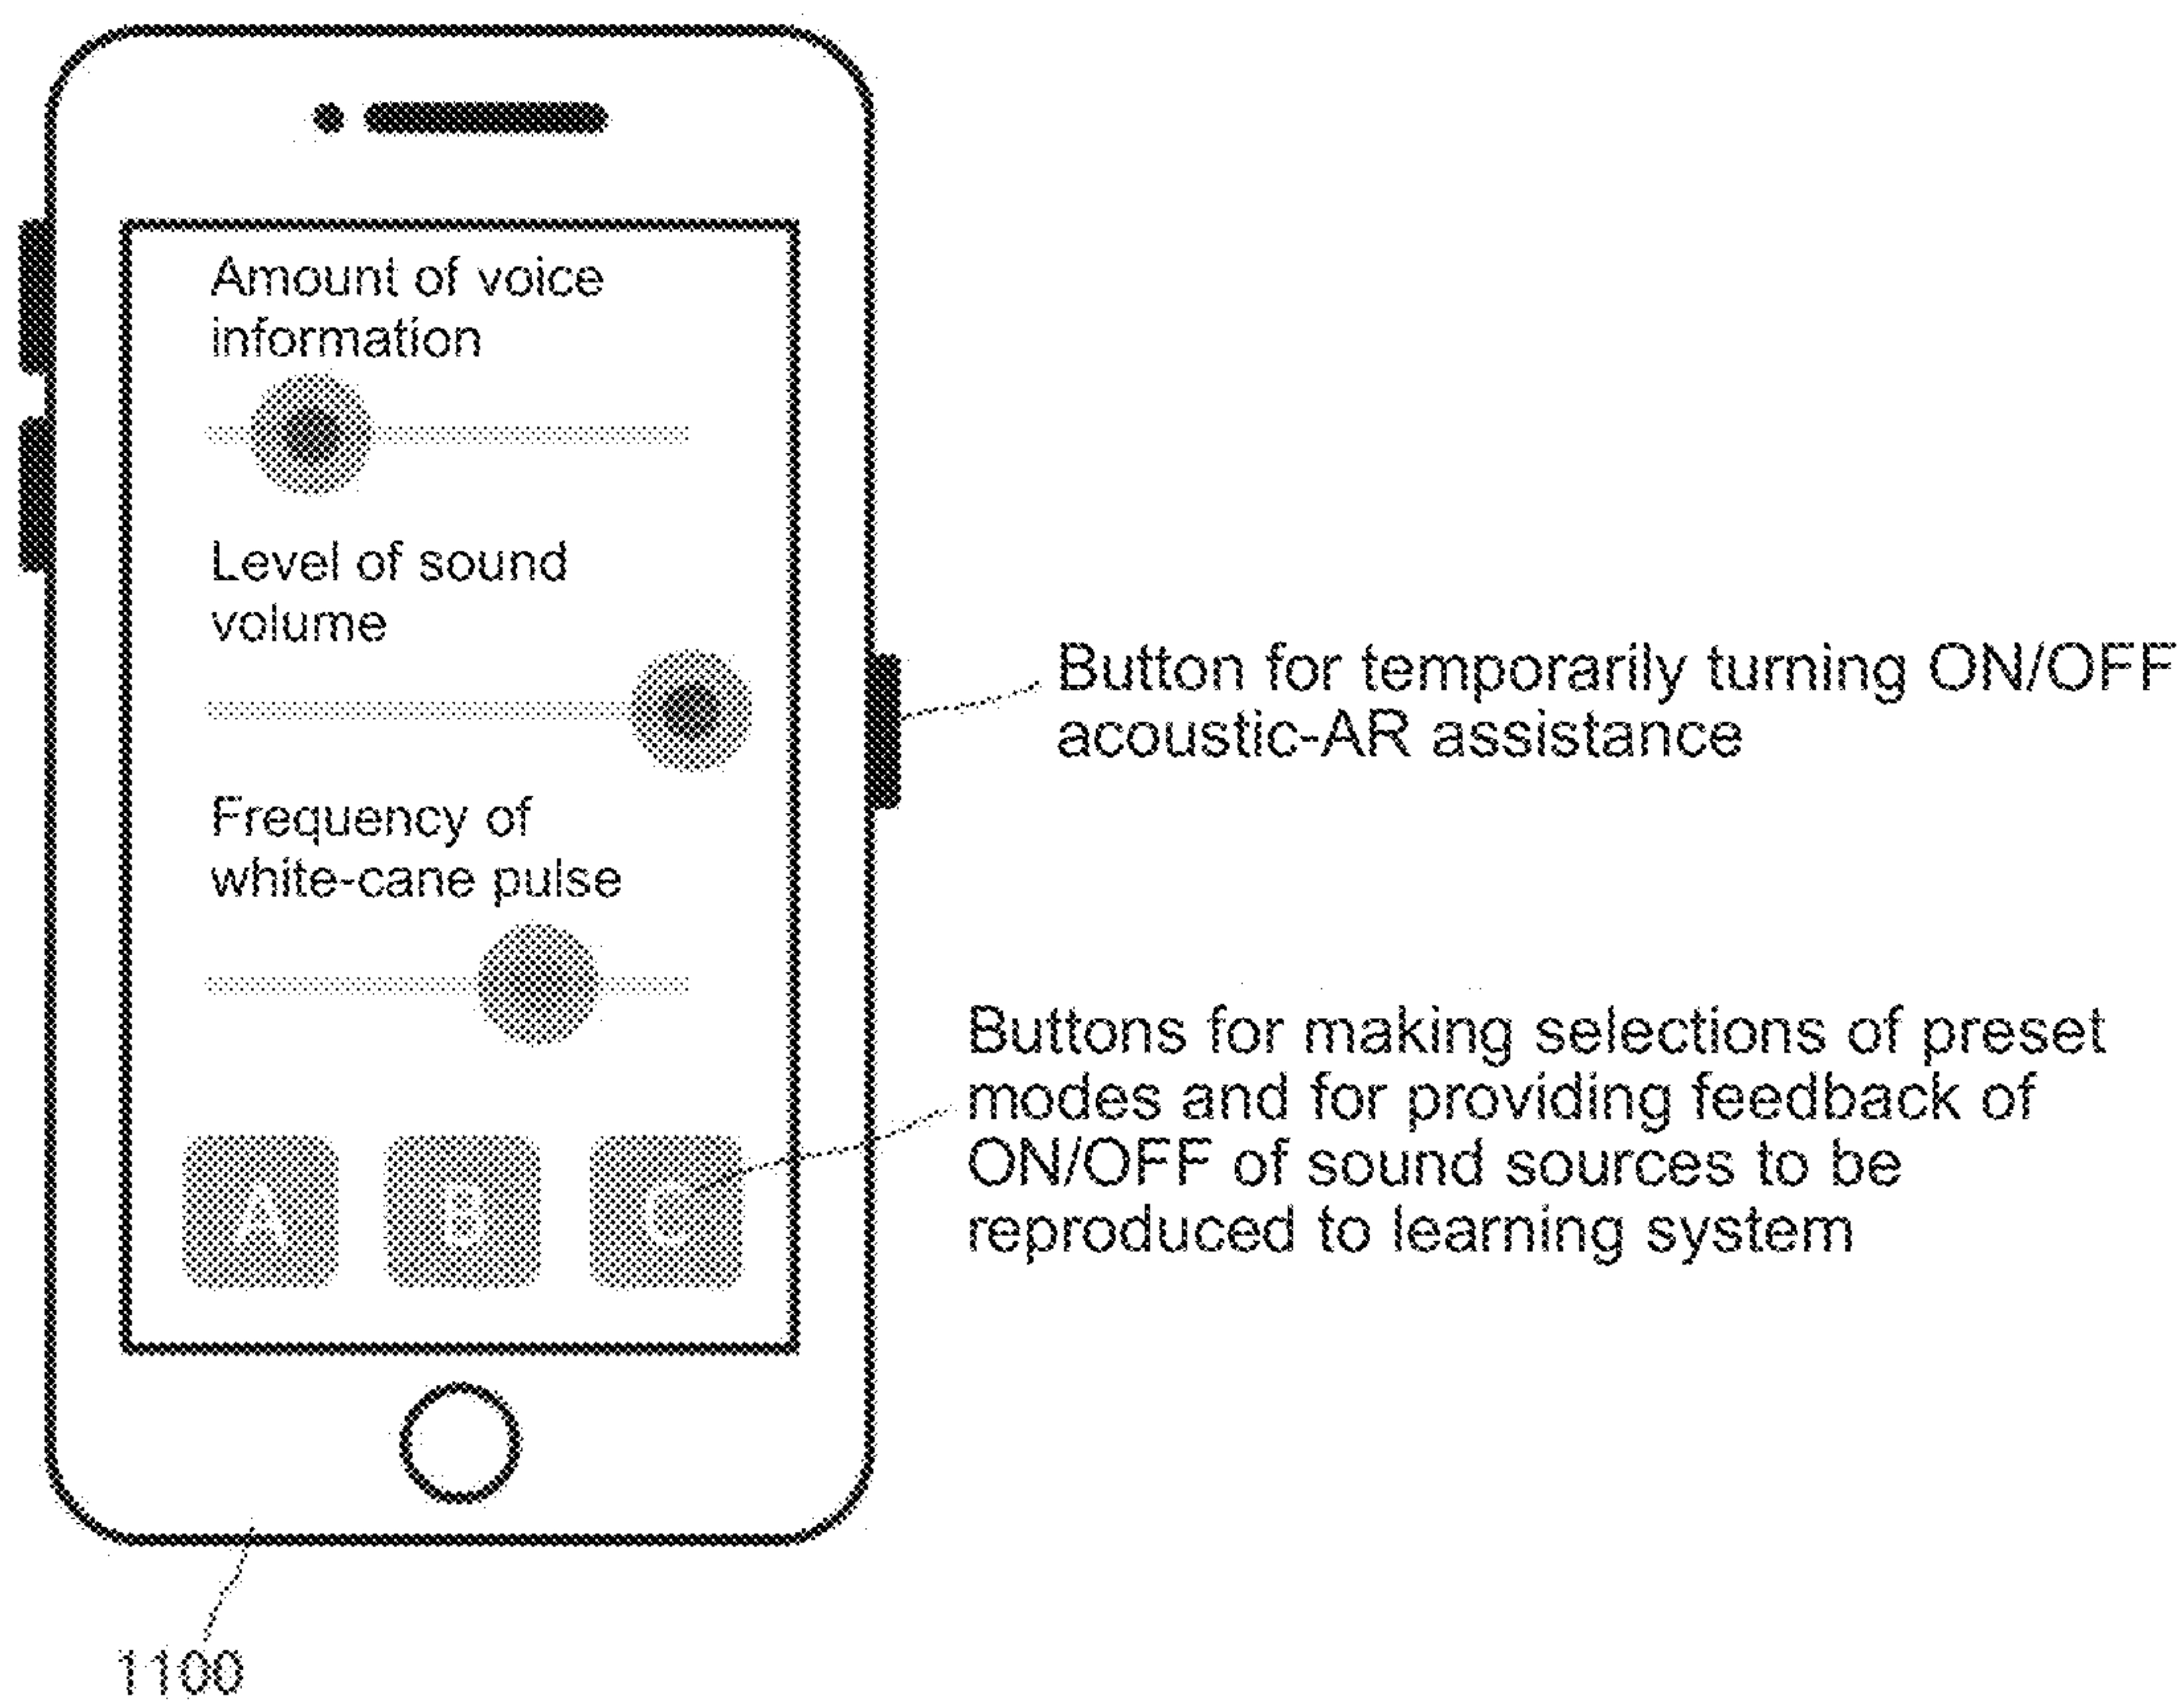 Amount of voice
information
Level of sound
volume
Frequency of
white-cane pulse
A B C
Button for temporarily turning ON/OFF
acoustic-AR assistance
Buttons for making selections of preset
modes and for providing feedback of
ON/OFF of sound sources to be
reproduced to learning system
1100